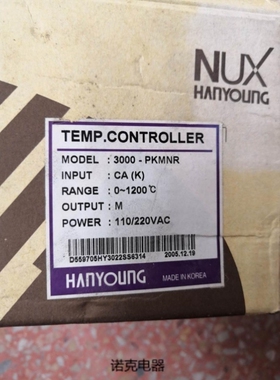 NUX
HANYOUNG
TEMP.CONTROLLER
MODEL : 3000 - PKMNR
INPUT : CA (K)
RANGE : 0~1200℃
OUTPUT : M
POWER : 110/220VAC
D559705HY3022SS6314 2005.12.19
HANYOUNG MADE IN KOREA
诺克电器